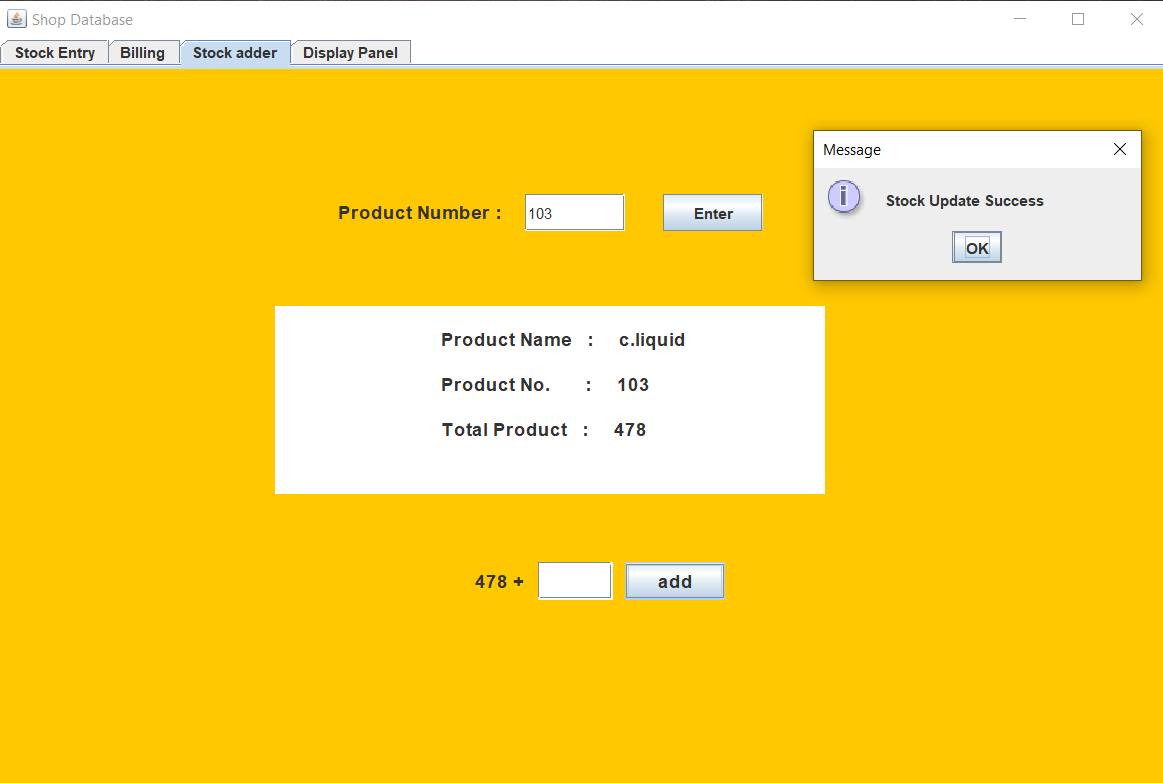 Shop Database
Stock Entry Billing Stock adder Display Panel
Message
i Stock Update Success
OK
Product Number : 103 Enter
Product Name : c.liquid
Product No. : 103
Total Product : 478
478 + add